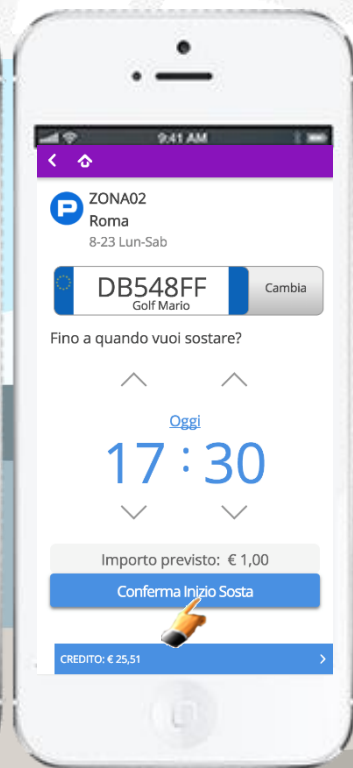 9:41 AM
P
ZONA02
Roma
8-23 Lun-Sab
DB548FF
Golf Mario
Cambia
Fino a quando vuoi sostare?
Oggi
17 : 30
Importo previsto: € 1,00
Conferma Inizio Sosta
CREDITO: € 25,51